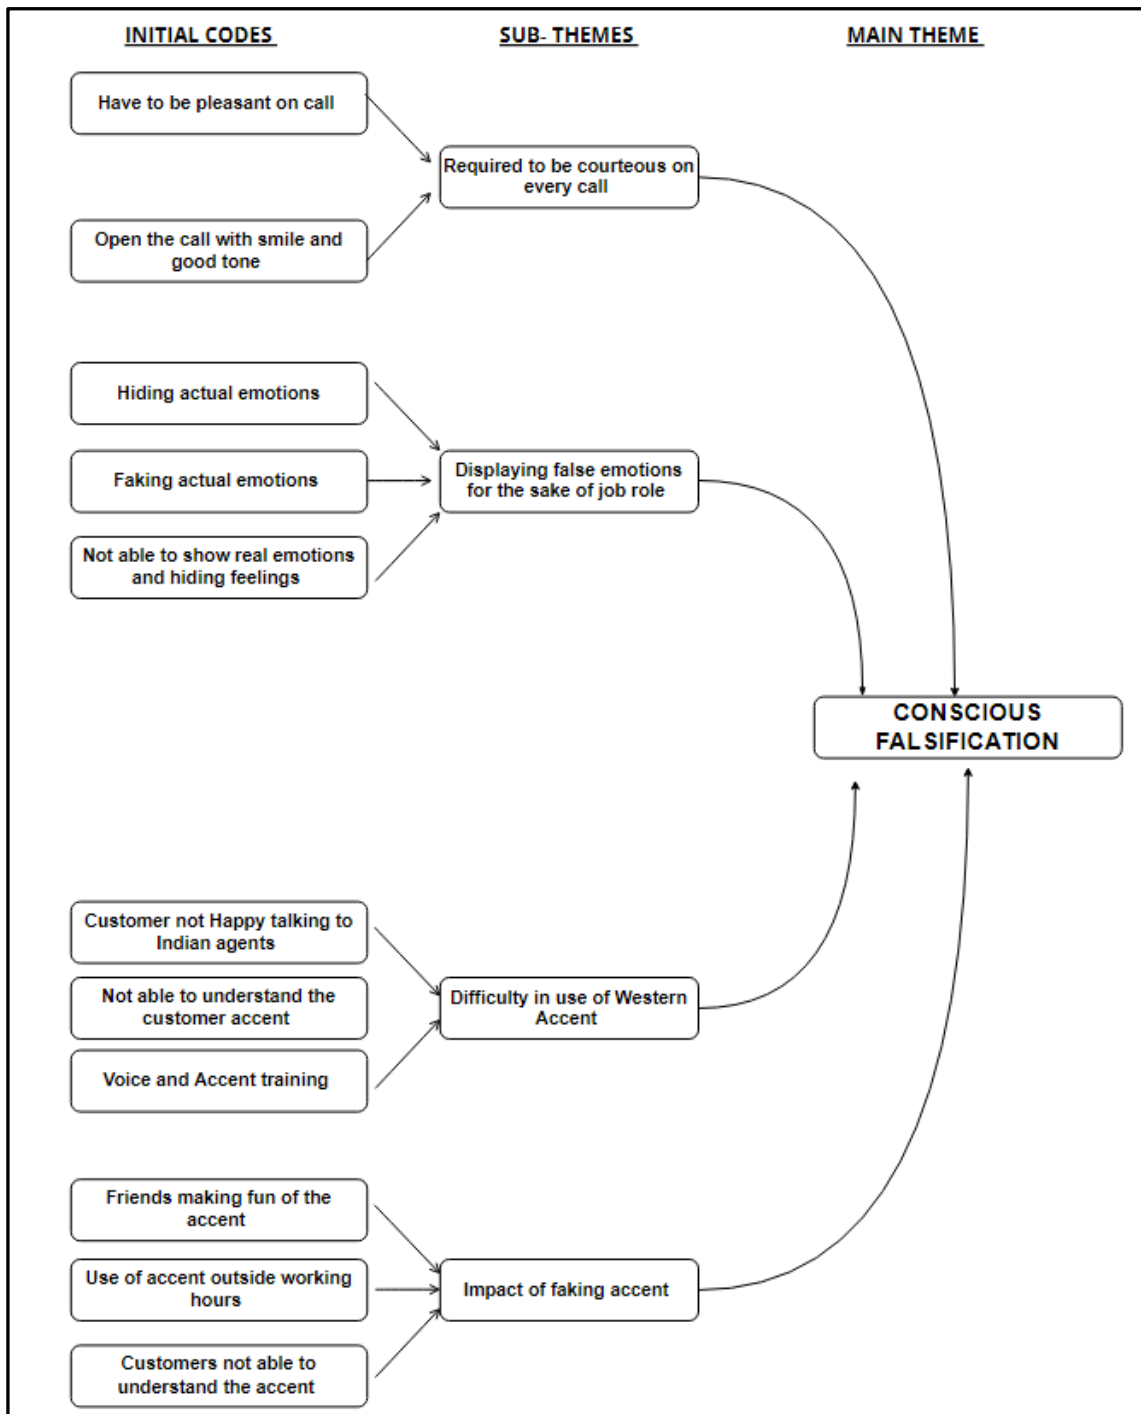 INITIAL CODES
SUB- THEMES
MAIN THEME
Have to be pleasant on call
Open the call with smile and
good tone
Required to be courteous on
every call
Hiding actual emotions
Faking actual emotions
Not able to show real emotions
and hiding feelings
Displaying false emotions
for the sake of job role
CONSCIOUS
FALSIFICATION
Customer not Happy talking to
Indian agents
Not able to understand the
customer accent
Voice and Accent training
Difficulty in use of Western
Accent
Friends making fun of the
accent
Use of accent outside working
hours
Customers not able to
understand the accent
Impact of faking accent